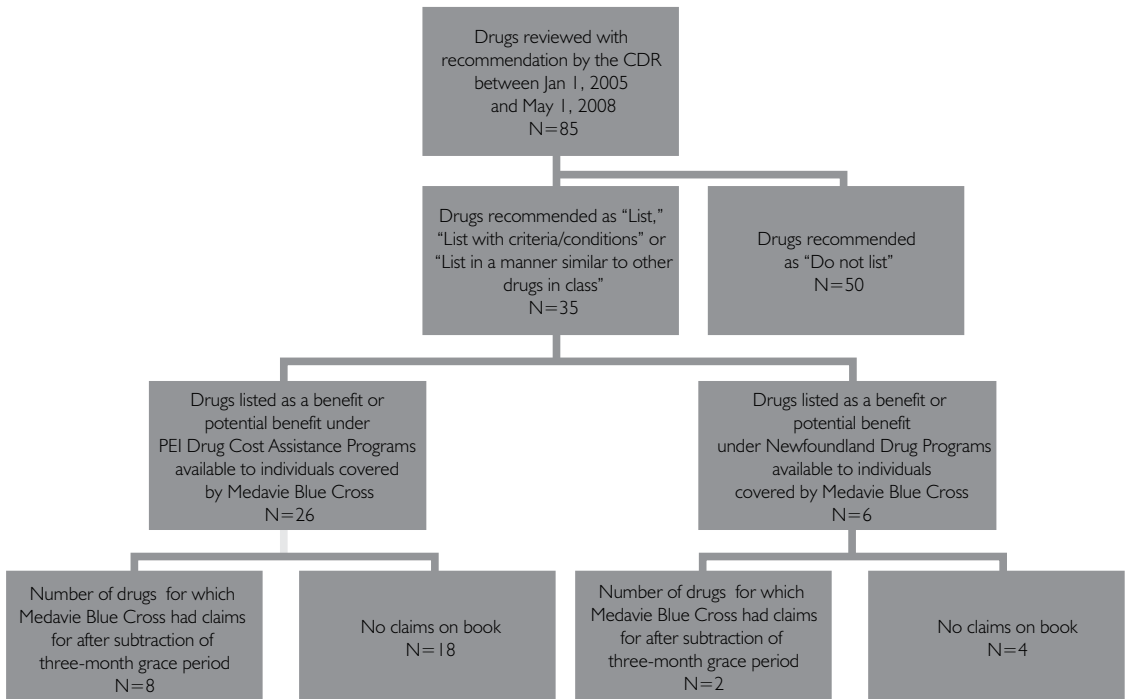 Drugs reviewed with
recommendation by the CDR
between Jan 1, 2005
and May 1, 2008
N=85
Drugs recommended as “List,”
“List with criteria/conditions” or
“List in a manner similar to other
drugs in class”
N=35
Drugs recommended
as “Do not list”
N=50
Drugs listed as a benefit or
potential benefit under
PEI Drug Cost Assistance Programs
available to individuals covered
by Medavie Blue Cross
N=26
Drugs listed as a benefit or
potential benefit
under Newfoundland Drug Programs
available to individuals
covered by Medavie Blue Cross
N=6
Number of drugs for which
Medavie Blue Cross had claims
for after subtraction of
three-month grace period
N=8
No claims on book
N=18
Number of drugs for which
Medavie Blue Cross had claims
for after subtraction of
three-month grace period
N=2
No claims on book
N=4